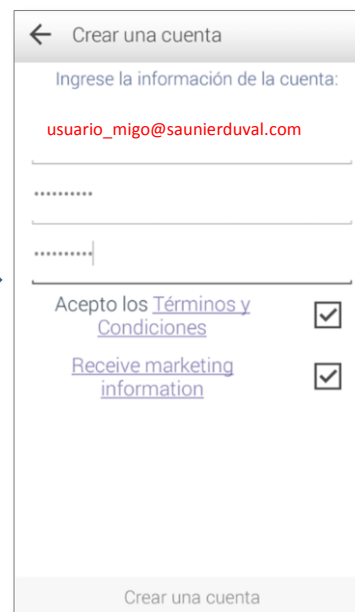 Crear una cuenta
Ingrese la información de la cuenta:
usuario_migo@saunierduval.com
••••••••••
••••••••••
Acepto los Términos y
Condiciones
Receive marketing
information
Crear una cuenta